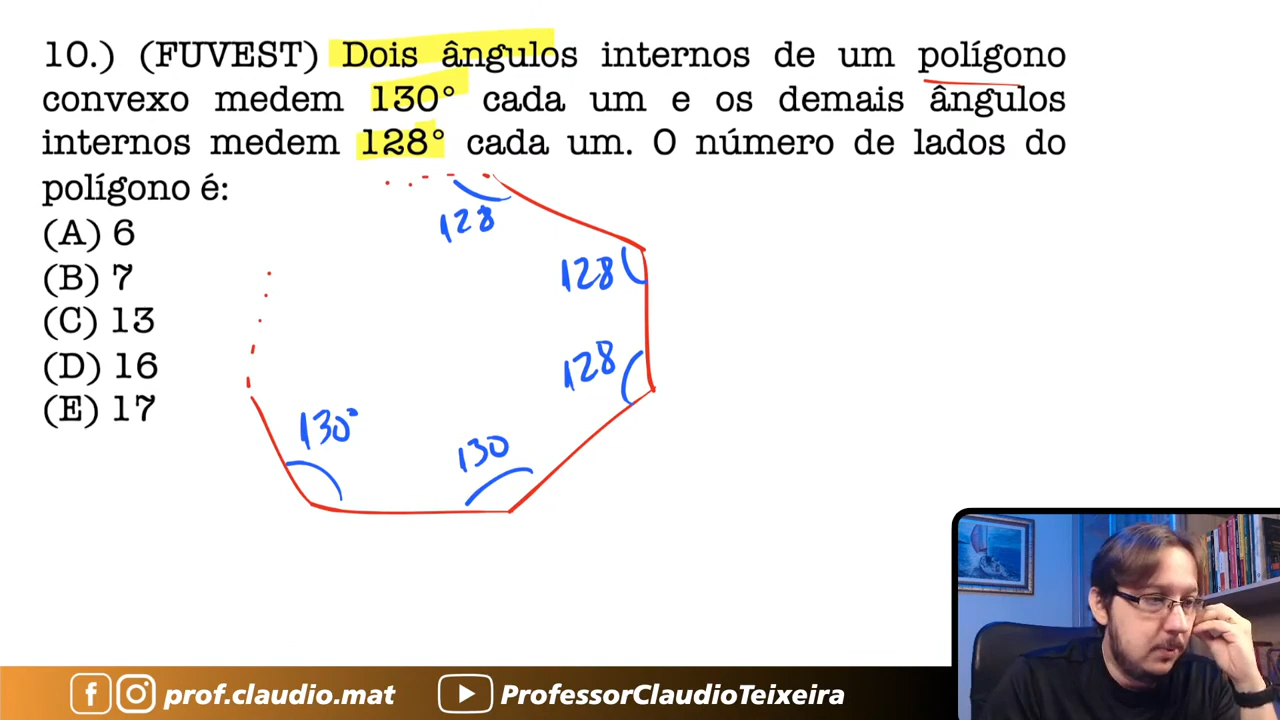 10.) (FUVEST) Dois ângulos internos de um polígono
convexo medem 130° cada um e os demais ângulos
internos medem 128° cada um. O número de lados do
polígono é:
(A) 6
(B) 7
(C) 13
(D) 16
(E) 17
128
128
128
130°
130
prof.claudio.mat
ProfessorClaudioTeixeira